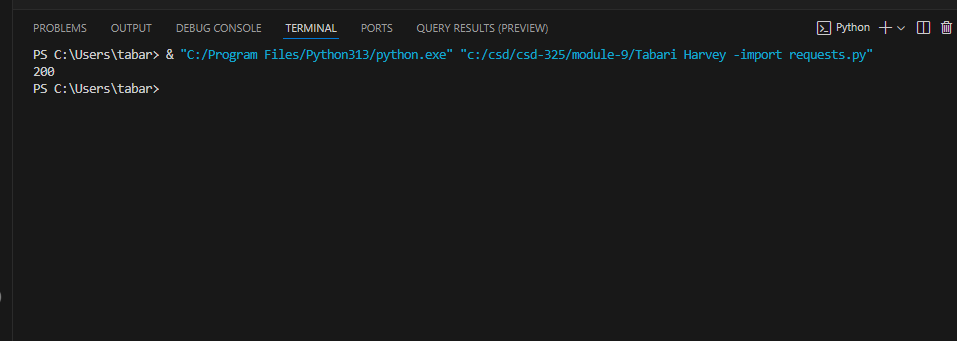 PROBLEMS OUTPUT DEBUG CONSOLE TERMINAL PORTS QUERY RESULTS (PREVIEW) Python
PS C:\Users\tabar> & "C:/Program Files/Python313/python.exe" "c:/csd/csd-325/module-9/Tabari Harvey -import requests.py"
200
PS C:\Users\tabar>